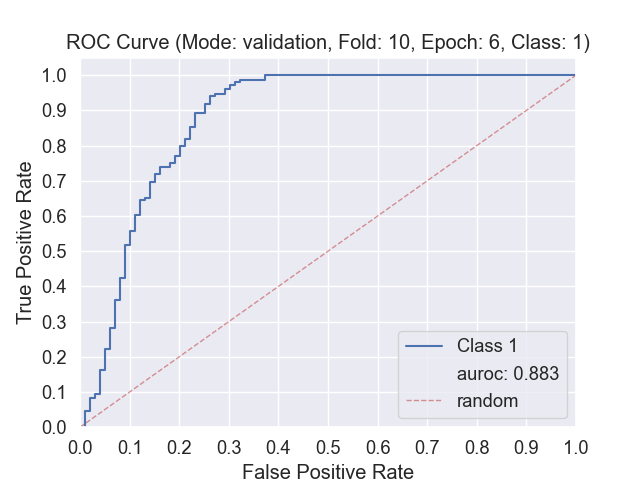 ROC Curve (Mode: validation, Fold: 10, Epoch: 6, Class: 1)
1.0
0.9
0.8
0.7
0.6
0.5
0.4
0.3
0.2
0.1
0.0
True Positive Rate
Class 1
auroc: 0.883
random
0.0 0.1 0.2 0.3 0.4 0.5 0.6 0.7 0.8 0.9 1.0
False Positive Rate